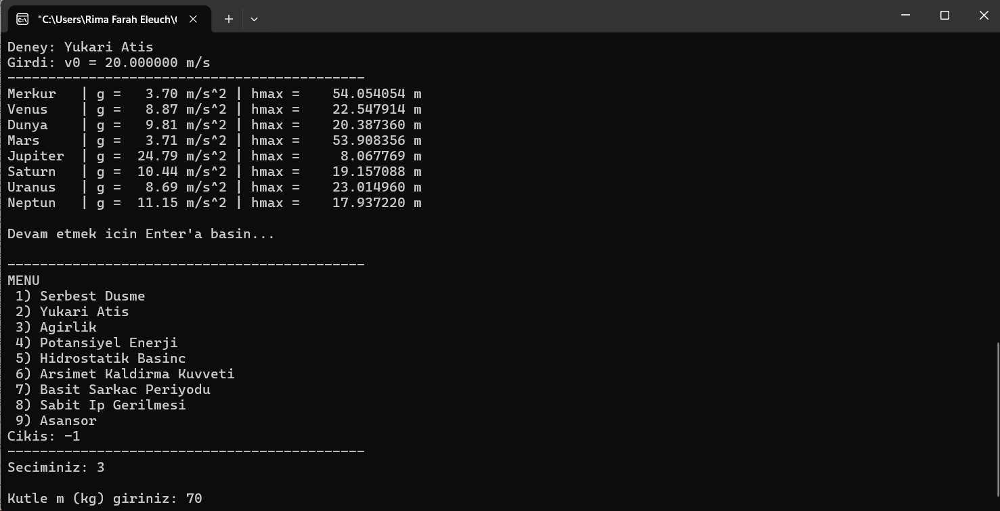 "C:\Users\Rima Farah Eleuch\
Deney: Yukari Atis
Girdi: v0 = 20.000000 m/s
--------------------------------------------
Merkur   | g =   3.70 m/s^2 | hmax =    54.054054 m
Venus    | g =   8.87 m/s^2 | hmax =    22.547914 m
Dunya    | g =   9.81 m/s^2 | hmax =    20.387360 m
Mars     | g =   3.71 m/s^2 | hmax =    53.908356 m
Jupiter  | g =  24.79 m/s^2 | hmax =     8.067769 m
Saturn   | g =  10.44 m/s^2 | hmax =    19.157088 m
Uranus   | g =   8.69 m/s^2 | hmax =    23.014960 m
Neptun   | g =  11.15 m/s^2 | hmax =    17.937220 m
Devam etmek icin Enter'a basin...
--------------------------------------------
MENU
 1) Serbest Dusme
 2) Yukari Atis
 3) Agirlik
 4) Potansiyel Enerji
 5) Hidrostatik Basinc
 6) Arsimet Kaldirma Kuvveti
 7) Basit Sarkac Periyodu
 8) Sabit Ip Gerilmesi
 9) Asansor
Cikis: -1
--------------------------------------------
Seciminiz: 3
Kutle m (kg) giriniz: 70